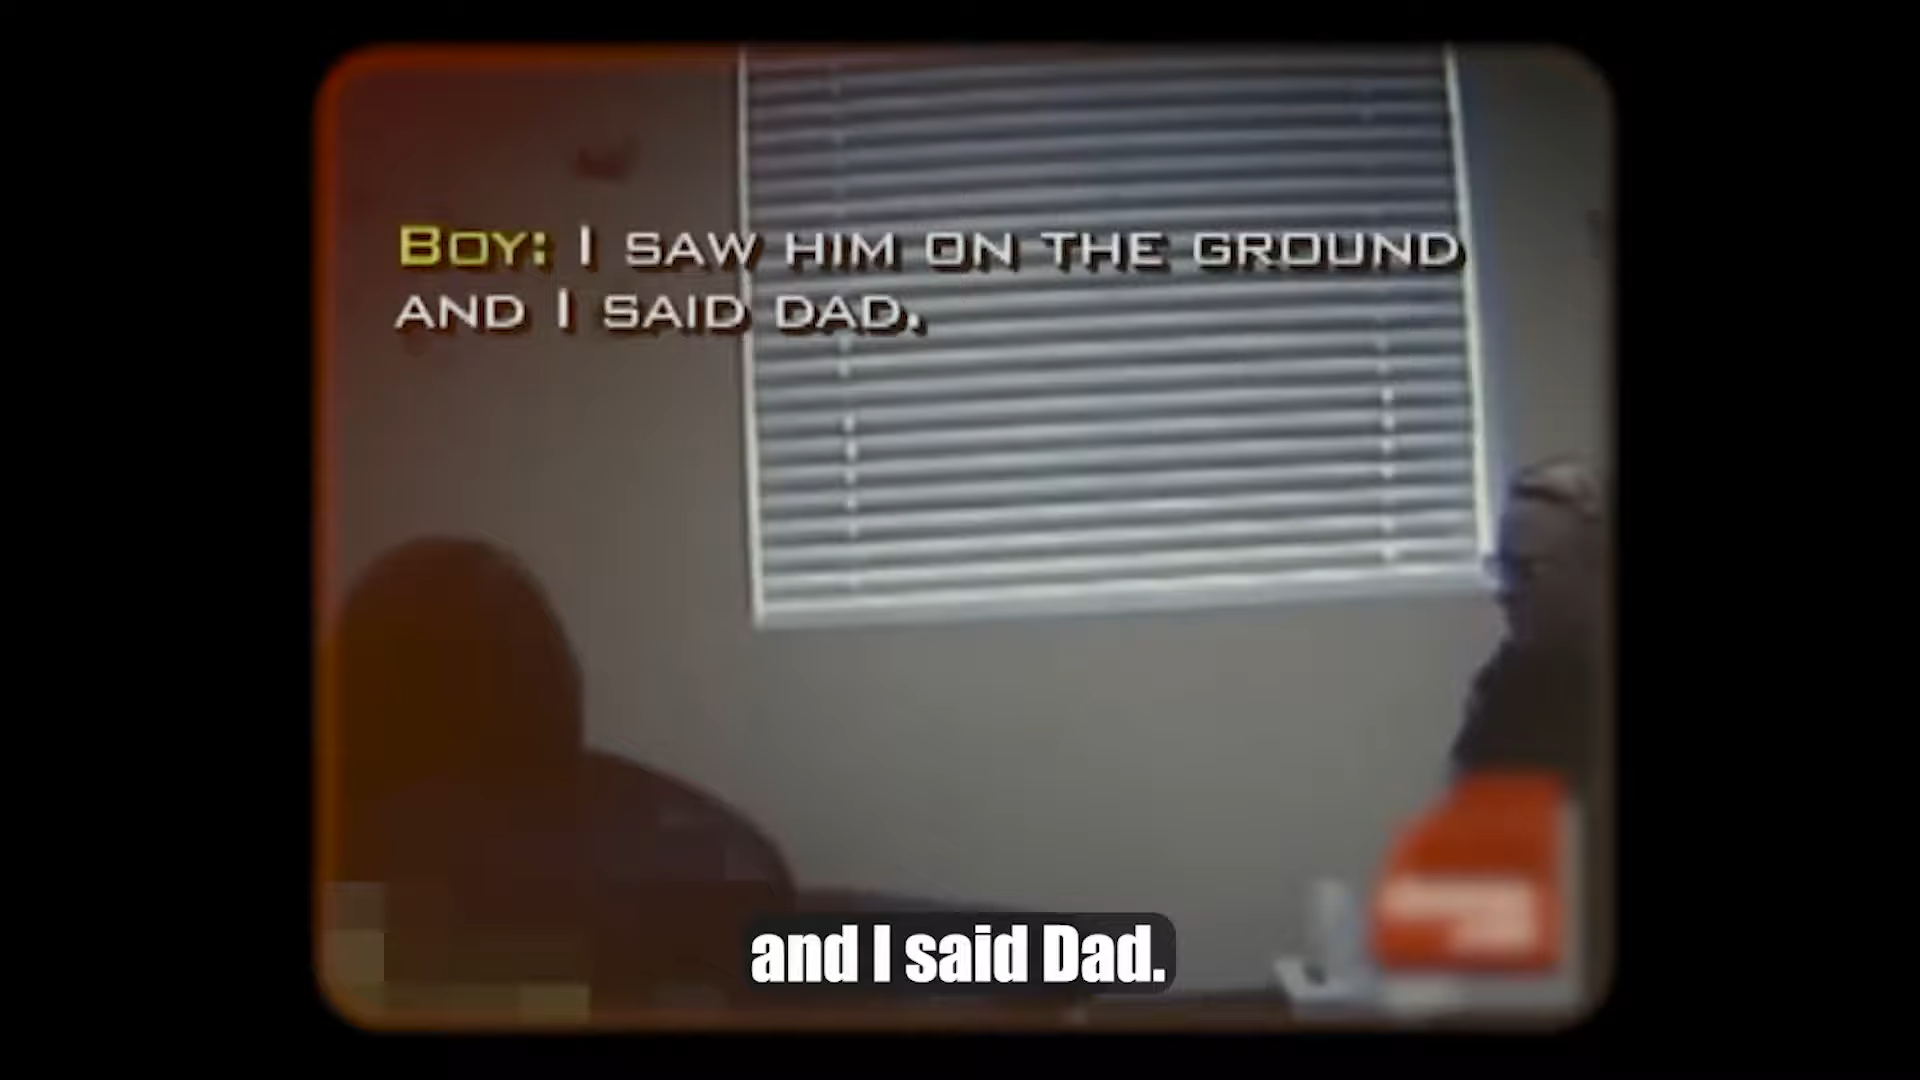 BOY: I SAW HIM ON THE GROUND
AND I SAID DAD.
and I said Dad.